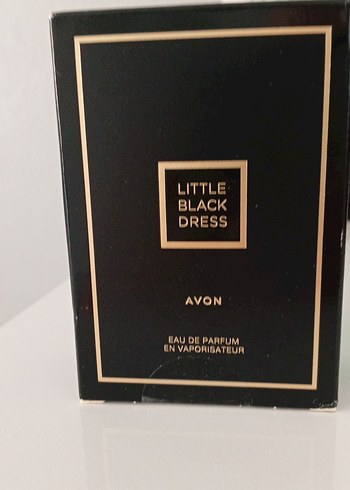 LITTLE
BLACK
DRESS
AVON
EAU DE PARFUM
EN VAPORISATEUR